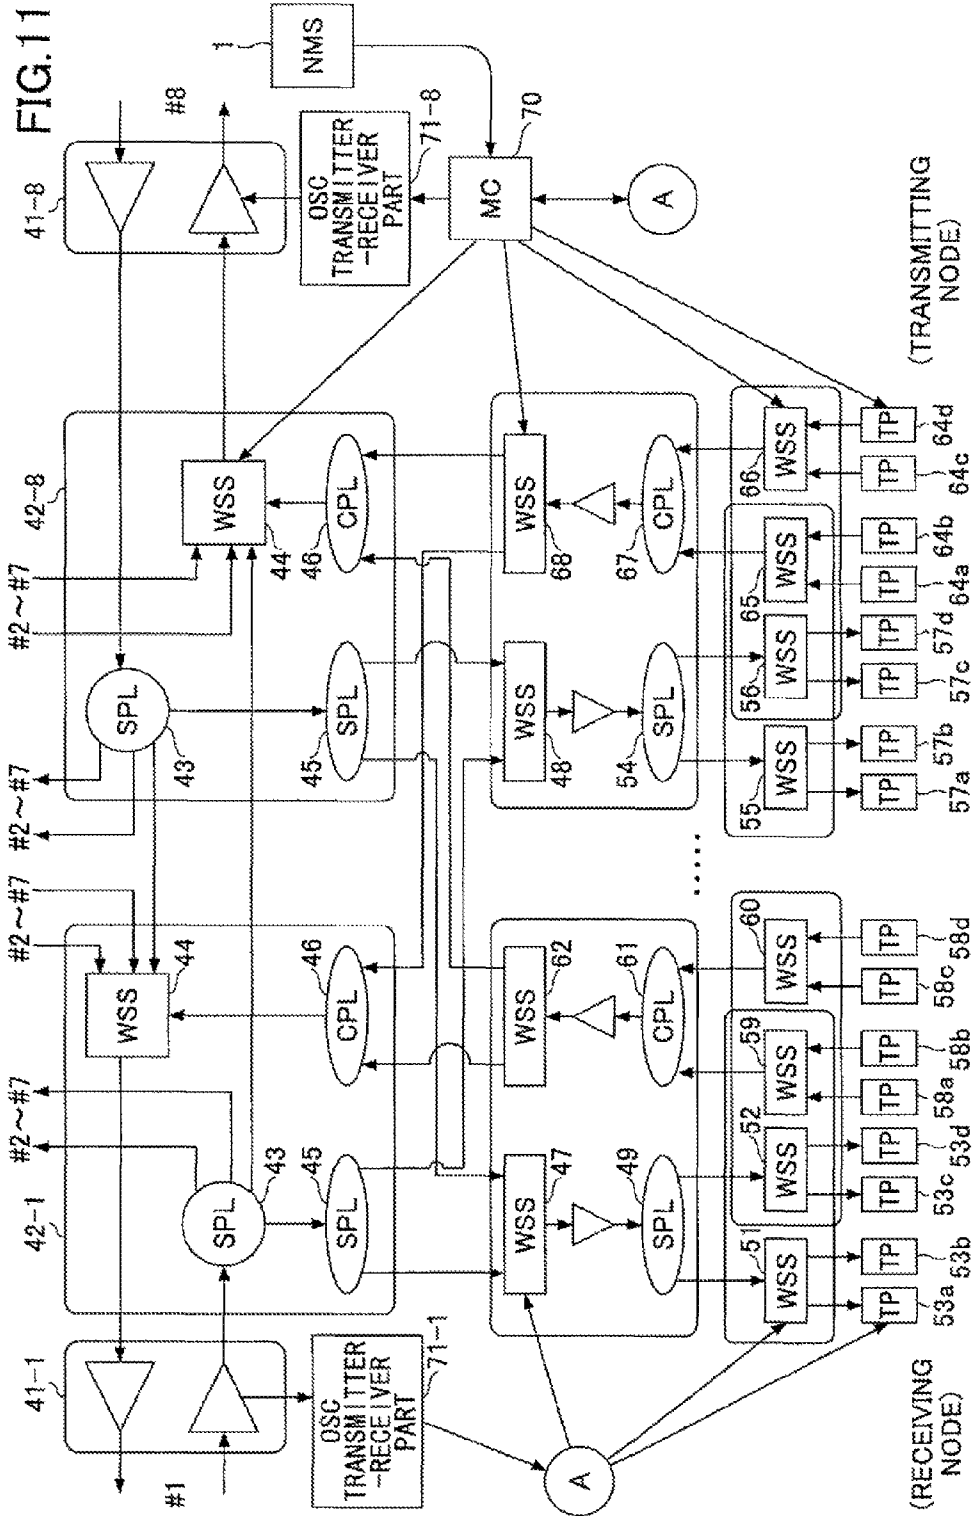 FIG.11
41-1
#1
OSC
TRANSMITTER
-RECEIVER
PART
71-1
A
(RECEIVING
NODE)
42-1
#2～#7
#2～#7
WSS
44
SPL
43
SPL
45
CPL
46
WSS
47
SPL
49
WSS
62
CPL
61
WSS
51
WSS
52
WSS
59
WSS
60
TP
TP
TP
TP
TP
TP
TP
TP
53a
53b
53c
53d
58a
58b
58c
58d
.....
42-8
#2～#7
#2～#7
SPL
43
WSS
44
SPL
45
CPL
46
WSS
48
SPL
54
WSS
68
CPL
67
WSS
55
WSS
56
WSS
65
WSS
66
TP
TP
TP
TP
TP
TP
TP
TP
57a
57b
57c
57d
64a
64b
64c
64d
41-8
#8
OSC
TRANSMITTER
-RECEIVER
PART
71-8
NMS
1
MC
70
A
(TRANSMITTING
NODE)